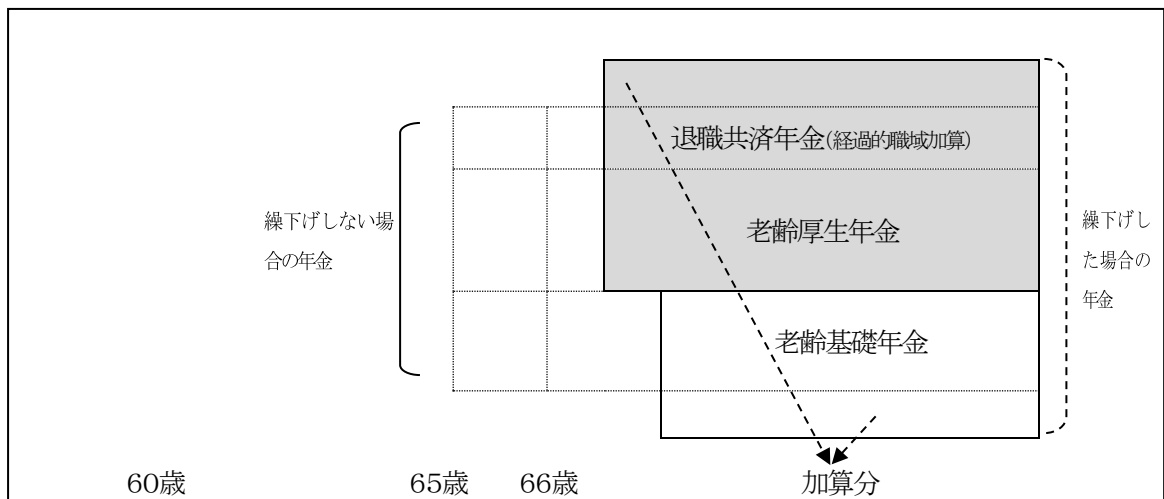 退職共済年金(経過的職域加算)
繰下げしない場
合の年金
老齢厚生年金
繰下げし
た場合の
年金
老齢基礎年金
60歳
65歳
66歳
加算分